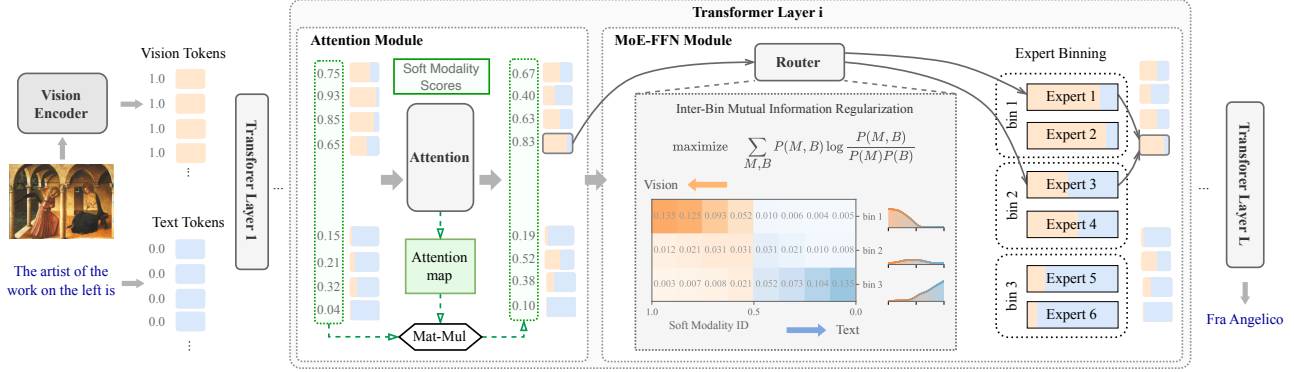 Transformer Layer i
Attention Module
MoE-FFN Module
Vision Tokens
1.0
1.0
1.0
1.0
⋮
Vision
Encoder
Text Tokens
0.0
0.0
0.0
0.0
⋮
The artist of the
work on the left is
Transforer Layer 1
...
0.75
0.93
0.85
0.65
0.15
0.21
0.32
0.04
Soft Modality
Scores
Attention
Attention
map
Mat-Mul
0.67
0.40
0.63
0.83
0.19
0.52
0.38
0.10
Router
Inter-Bin Mutual Information Regularization
maximize ∑_{M,B} P(M, B) log P(M, B) / P(M)P(B)
Vision
0.135 0.125 0.093 0.052 0.010 0.006 0.004 0.005 bin 1
0.012 0.021 0.031 0.031 0.031 0.021 0.010 0.008 bin 2
0.003 0.007 0.008 0.021 0.052 0.073 0.104 0.135 bin 3
1.0 0.5 0.0
Soft Modality ID
Text
Expert Binning
bin 1
Expert 1
Expert 2
bin 2
Expert 3
Expert 4
bin 3
Expert 5
Expert 6
...
Transforer Layer L
Fra Angelico